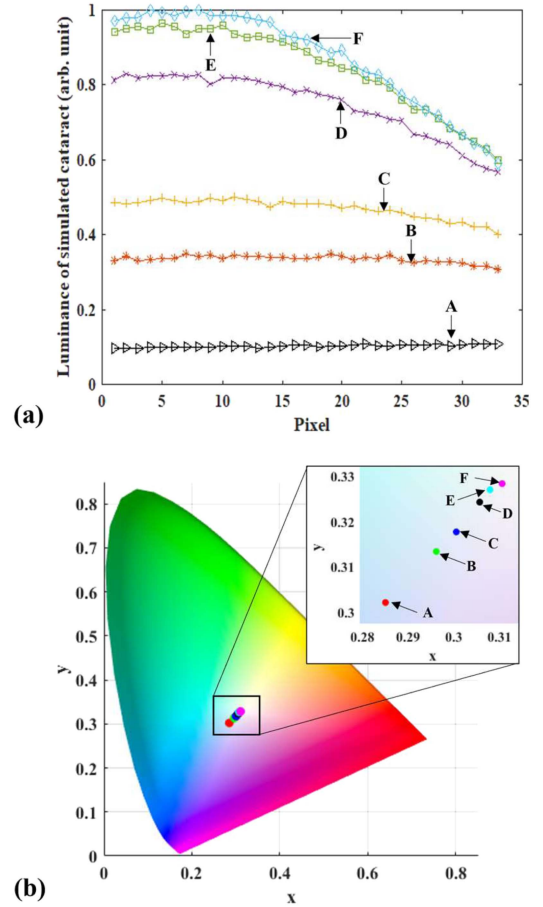 Luminance of simulated cataract (arb. unit)
1
0.8
0.6
0.4
0.2
0
F
E
D
C
B
A
0 5 10 15 20 25 30 35
Pixel
(a)
y
0.8
0.7
0.6
0.5
0.4
0.3
0.2
0.1
0
0 0.2 0.4 0.6 0.8
x
y
0.33
0.32
0.31
0.3
F
E
D
C
B
A
0.28 0.29 0.3 0.31
x
(b)